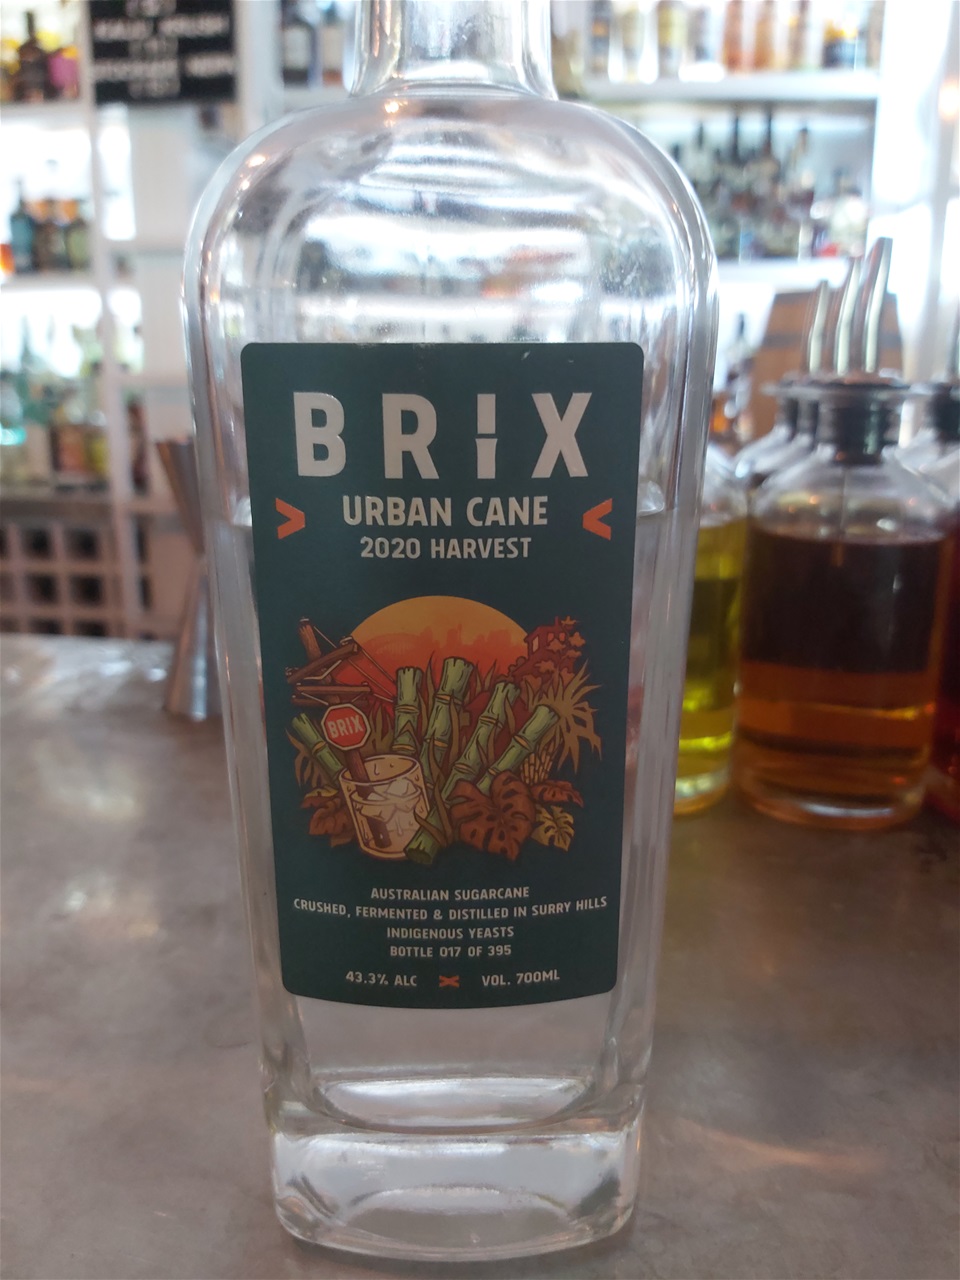 BRIX
URBAN CANE
2020 HARVEST
BRIX
AUSTRALIAN SUGARCANE
CRUSHED, FERMENTED & DISTILLED IN SURRY HILLS
INDIGENOUS YEASTS
BOTTLE 017 OF 395
43.3% ALC VOL. 700ML